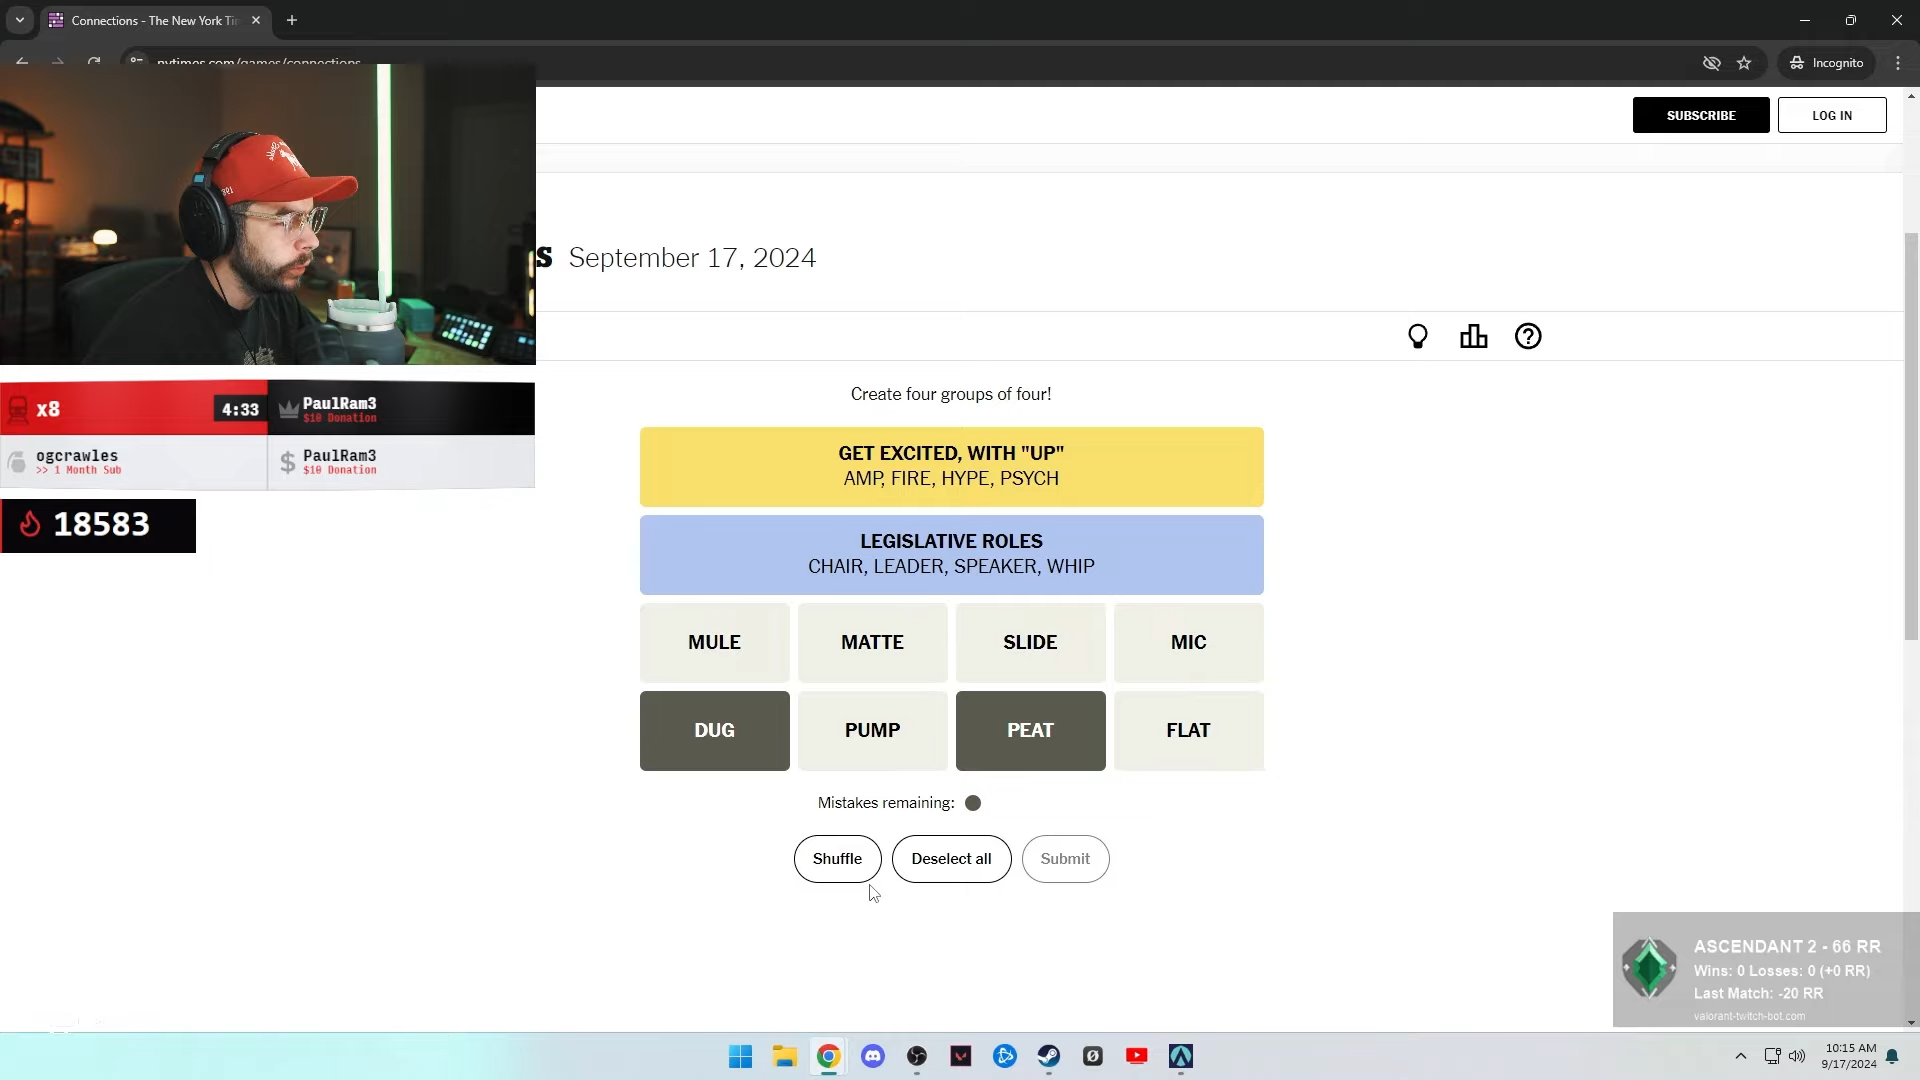 Connections - The New York Ti
nytimes.com/games/connections
Incognito
SUBSCRIBE
LOG IN
S September 17, 2024
x8
4:33
PaulRam3
$10 Donation
ogcrawles
>> 1 Month Sub
PaulRam3
$10 Donation
18583
Create four groups of four!
GET EXCITED, WITH "UP"
AMP, FIRE, HYPE, PSYCH
LEGISLATIVE ROLES
CHAIR, LEADER, SPEAKER, WHIP
MULE MATTE SLIDE MIC
DUG PUMP PEAT FLAT
Mistakes remaining:
Shuffle
Deselect all
Submit
ASCENDANT 2 - 66 RR
Wins: 0 Losses: 0 (+0 RR)
Last Match: -20 RR
valorant-twitch-bot.com
10:15 AM
9/17/2024